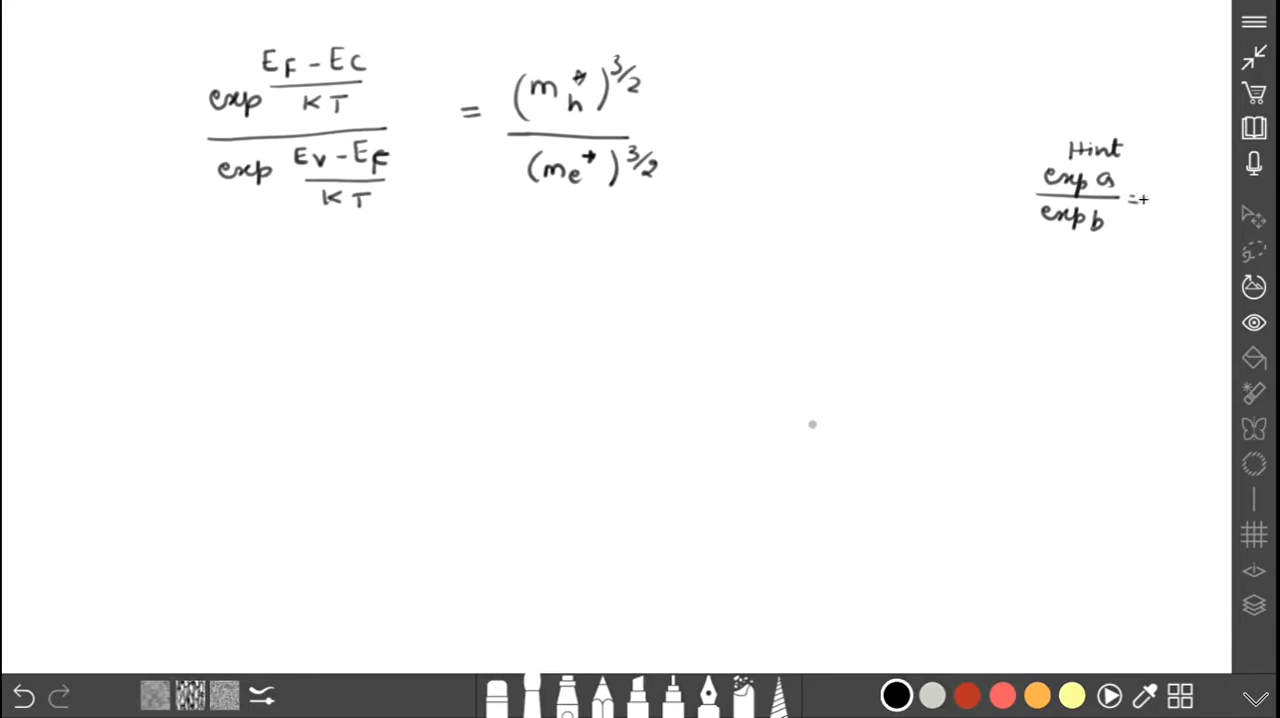 exp (E_F - E_C)/(KT) / exp (E_V - E_F)/(KT) = (m_h^*)^{3/2} / (m_e^*)^{3/2}
Hint
exp a / exp b =